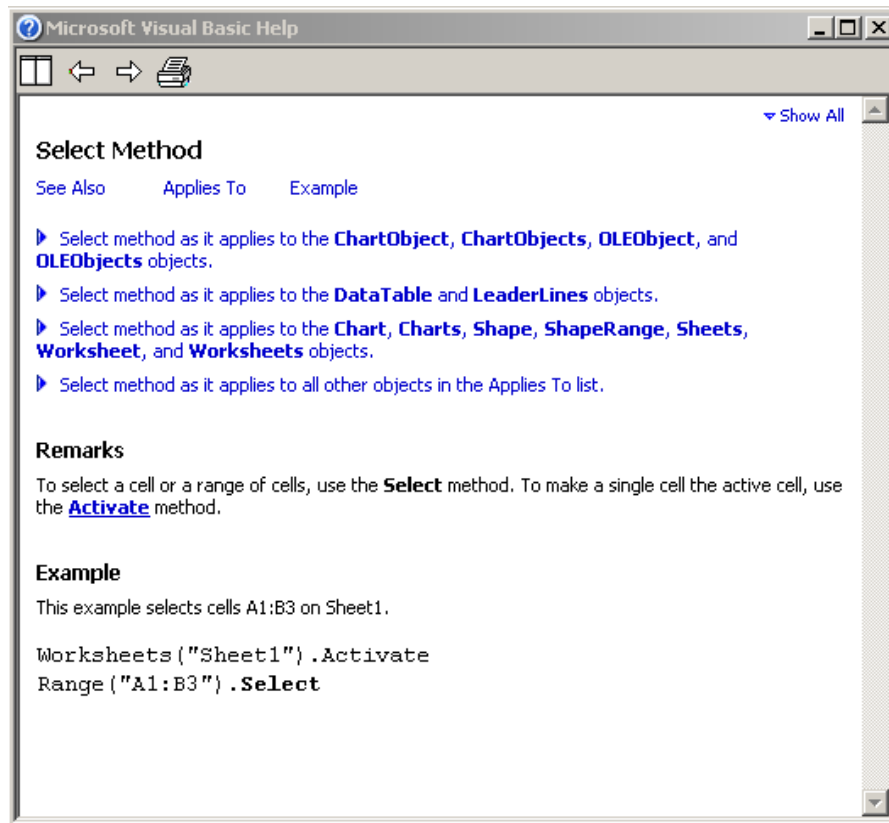 Microsoft Visual Basic Help
Show All
Select Method
See Also Applies To Example
Select method as it applies to the ChartObject, ChartObjects, OLEObject, and
OLEObjects objects.
Select method as it applies to the DataTable and LeaderLines objects.
Select method as it applies to the Chart, Charts, Shape, ShapeRange, Sheets,
Worksheet, and Worksheets objects.
Select method as it applies to all other objects in the Applies To list.
Remarks
To select a cell or a range of cells, use the Select method. To make a single cell the active cell, use
the Activate method.
Example
This example selects cells A1:B3 on Sheet1.
Worksheets("Sheet1").Activate
Range("A1:B3").Select